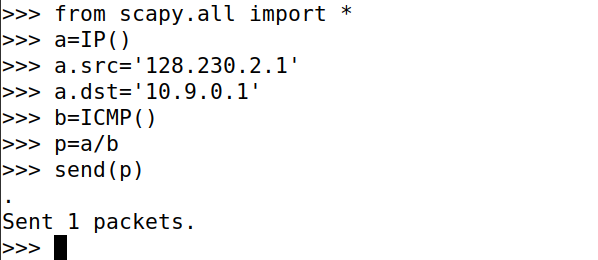 >>> from scapy.all import *
>>> a=IP()
>>> a.src='128.230.2.1'
>>> a.dst='10.9.0.1'
>>> b=ICMP()
>>> p=a/b
>>> send(p)
.
Sent 1 packets.
>>>